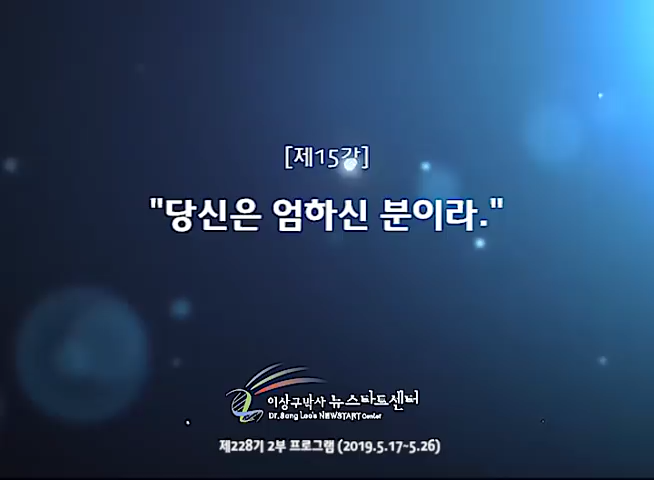 [제15강]
"당신은 엄하신 분이라."
이상구박사 뉴스타트센터
Dr.Sang Lee's NEWSTART Center
제228기 2부 프로그램 (2019.5.17~5.26)